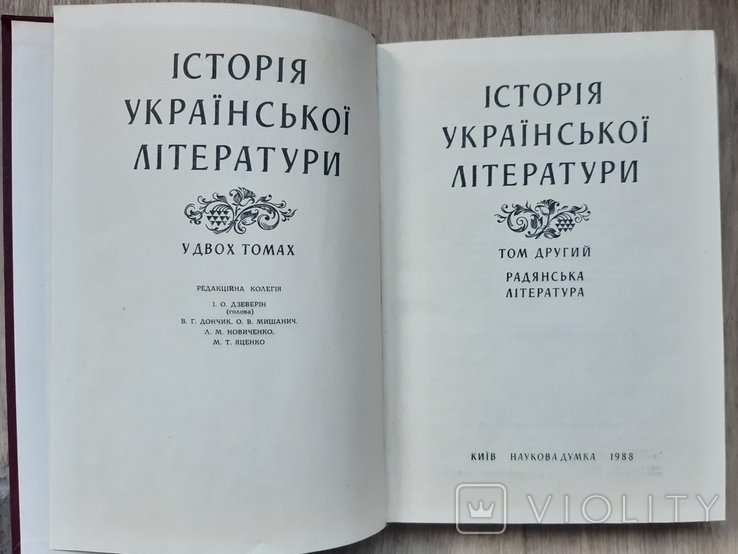 ІСТОРІЯ
УКРАЇНСЬКОЇ
ЛІТЕРАТУРИ
У ДВОХ ТОМАХ
РЕДАКЦІЙНА КОЛЕГІЯ
І. О. ДЗЕВЕРІН
(голова)
В. Г. ДОНЧИК, О. В. МИШАНИЧ,
Л. М. НОВИЧЕНКО,
М. Т. ЯЦЕНКО
ІСТОРІЯ
УКРАЇНСЬКОЇ
ЛІТЕРАТУРИ
ТОМ ДРУГИЙ
РАДЯНСЬКА
ЛІТЕРАТУРА
КИЇВ НАУКОВА ДУМКА 1988
VIOLITY